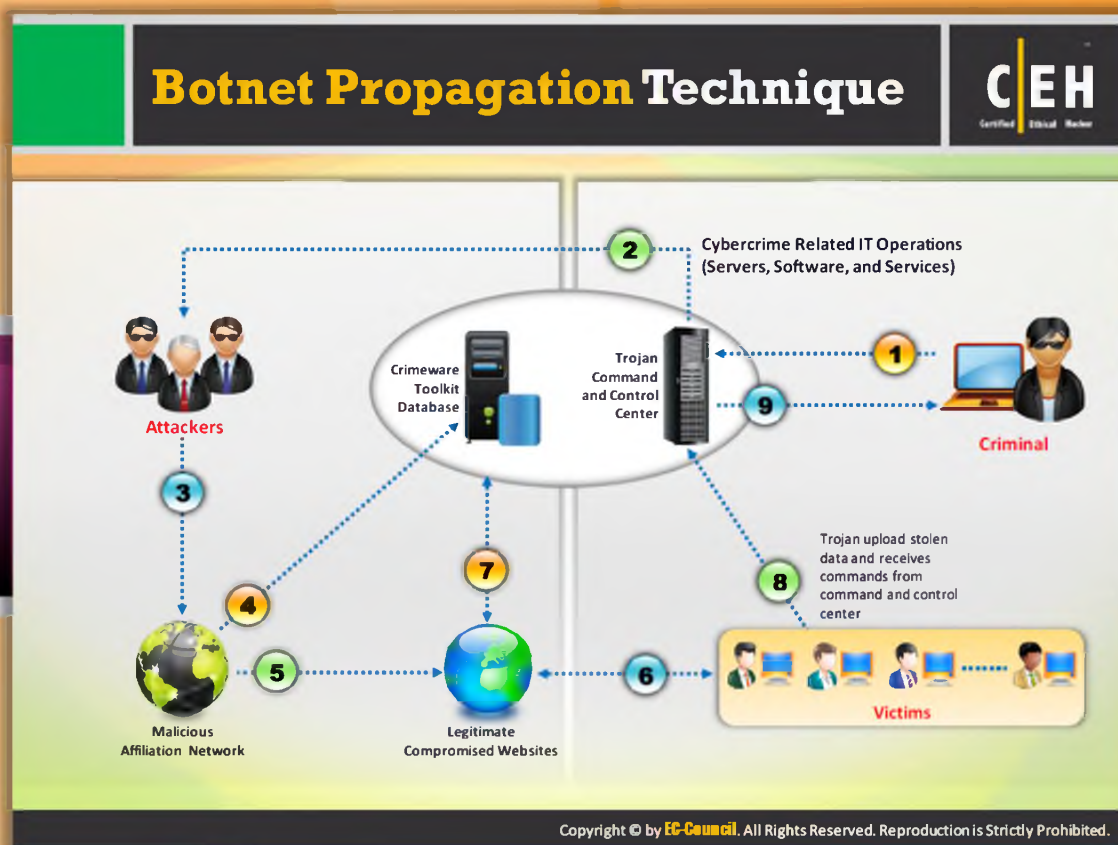 Botnet Propagation Technique
C|EH
Certified Ethical Hacker
2
Cybercrime Related IT Operations
(Servers, Software, and Services)
1
Crimeware
Toolkit
Database
Trojan
Command
and Control
Center
9
Attackers
Criminal
3
Trojan upload stolen
data and receives
commands from
command and control
center
7
8
4
5
6
Victims
Malicious
Affiliation Network
Legitimate
Compromised Websites
Copyright © by EC-Council. All Rights Reserved. Reproduction is Strictly Prohibited.